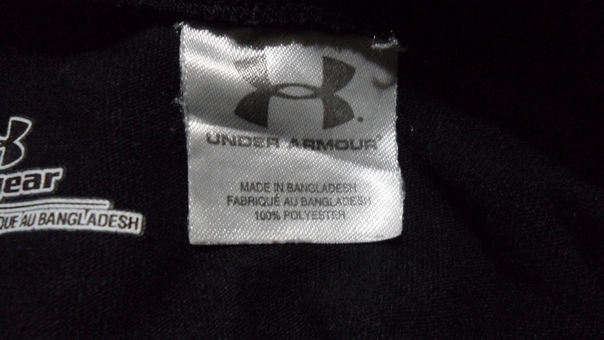 UNDER ARMOUR
MADE IN BANGLADESH
FABRIQUÉ AU BANGLADESH
100% POLYESTER
gear
QUE AU BANGLADESH